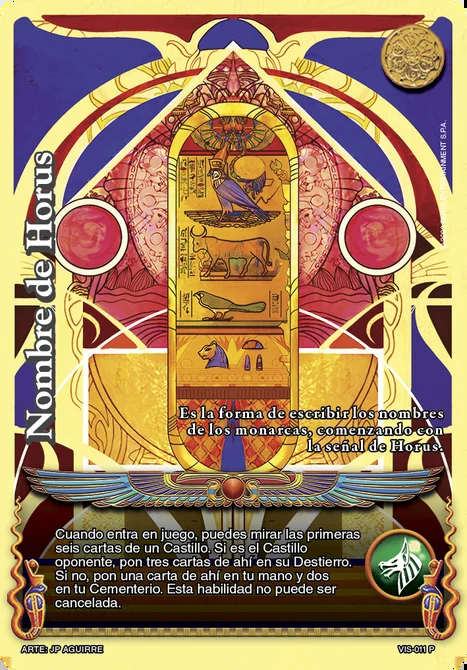 Nombre de Horus
Es la forma de escribir los nombres
de los monarcas, comenzando con
la señal de Horus.
Cuando entra en juego, puedes mirar las primeras
seis cartas de un Castillo. Si es el Castillo
oponente, pon tres cartas de ahí en su Destierro.
Si no, pon una carta de ahí en tu mano y dos
en tu Cementerio. Esta habilidad no puede ser
cancelada.
ARTE: JP AGUIRRE
VIS-011 P
S.P.A.